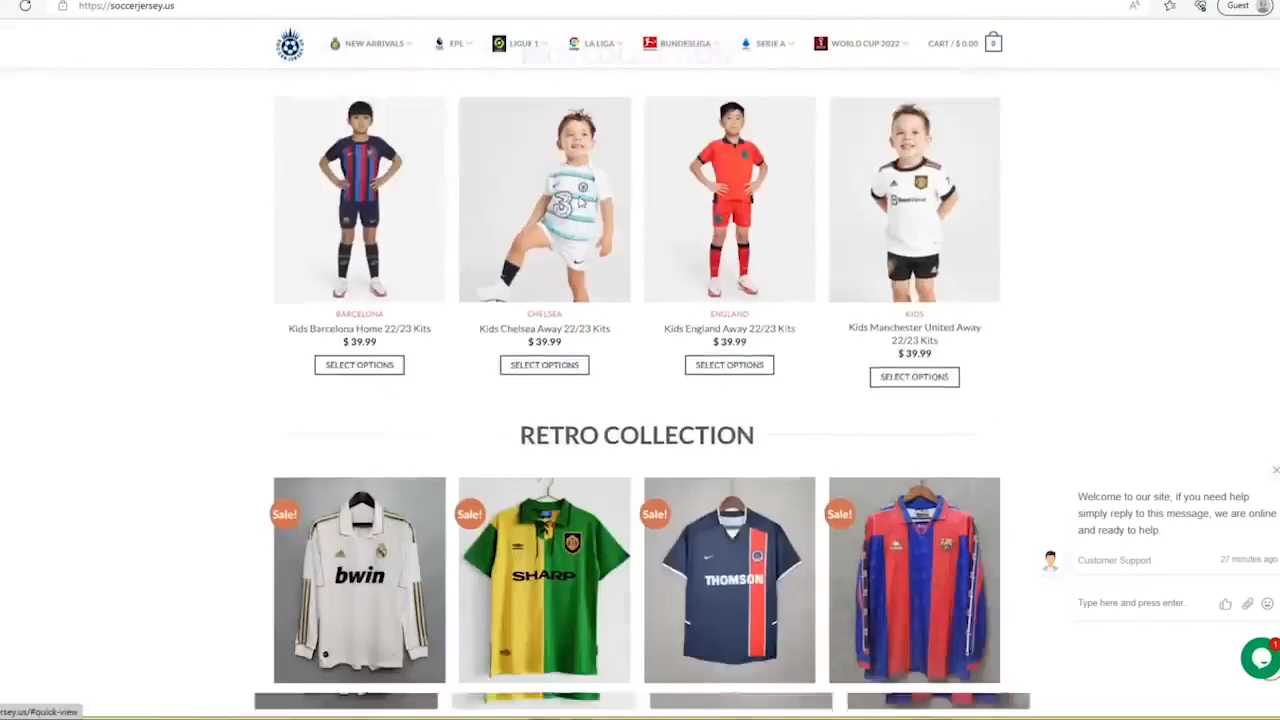 https://soccerjersey.us
Guest
NEW ARRIVALS
EPL
LIGUE 1
LA LIGA
BUNDESLIGA
SERIE A
WORLD CUP 2022
CART / $ 0.00
0
BARCELONA
Kids Barcelona Home 22/23 Kits
$ 39.99
SELECT OPTIONS
CHELSEA
Kids Chelsea Away 22/23 Kits
$ 39.99
SELECT OPTIONS
ENGLAND
Kids England Away 22/23 Kits
$ 39.99
SELECT OPTIONS
KIDS
Kids Manchester United Away
22/23 Kits
$ 39.99
SELECT OPTIONS
RETRO COLLECTION
Sale!
bwin
Sale!
SHARP
Sale!
THOMSON
Sale!
Welcome to our site, if you need help
simply reply to this message, we are online
and ready to help.
Customer Support
27 minutes ago
Type here and press enter..
1
rsey.us/#quick-view